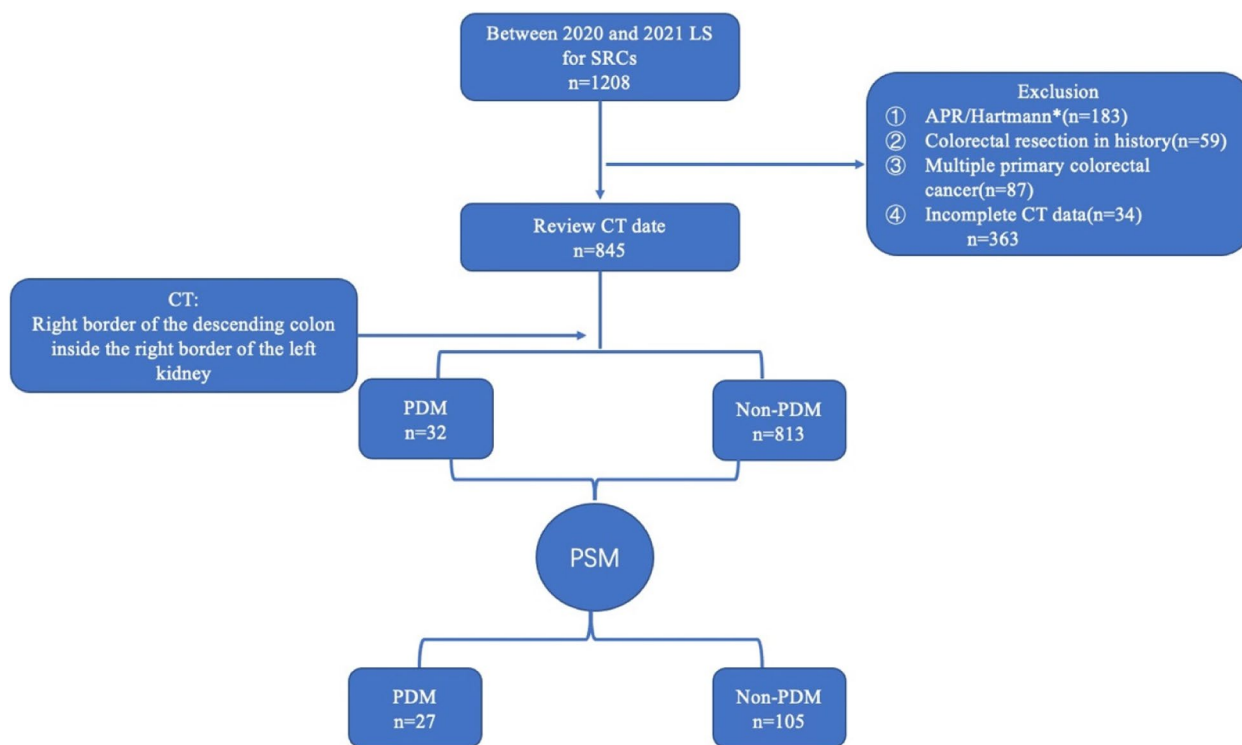 Between 2020 and 2021 LS
for SRCs
n=1208
Exclusion
① APR/Hartmann*(n=183)
② Colorectal resection in history(n=59)
③ Multiple primary colorectal
cancer(n=87)
④ Incomplete CT data(n=34)
n=363
Review CT date
n=845
CT:
Right border of the descending colon
inside the right border of the left
kidney
PDM
n=32
Non-PDM
n=813
PSM
PDM
n=27
Non-PDM
n=105